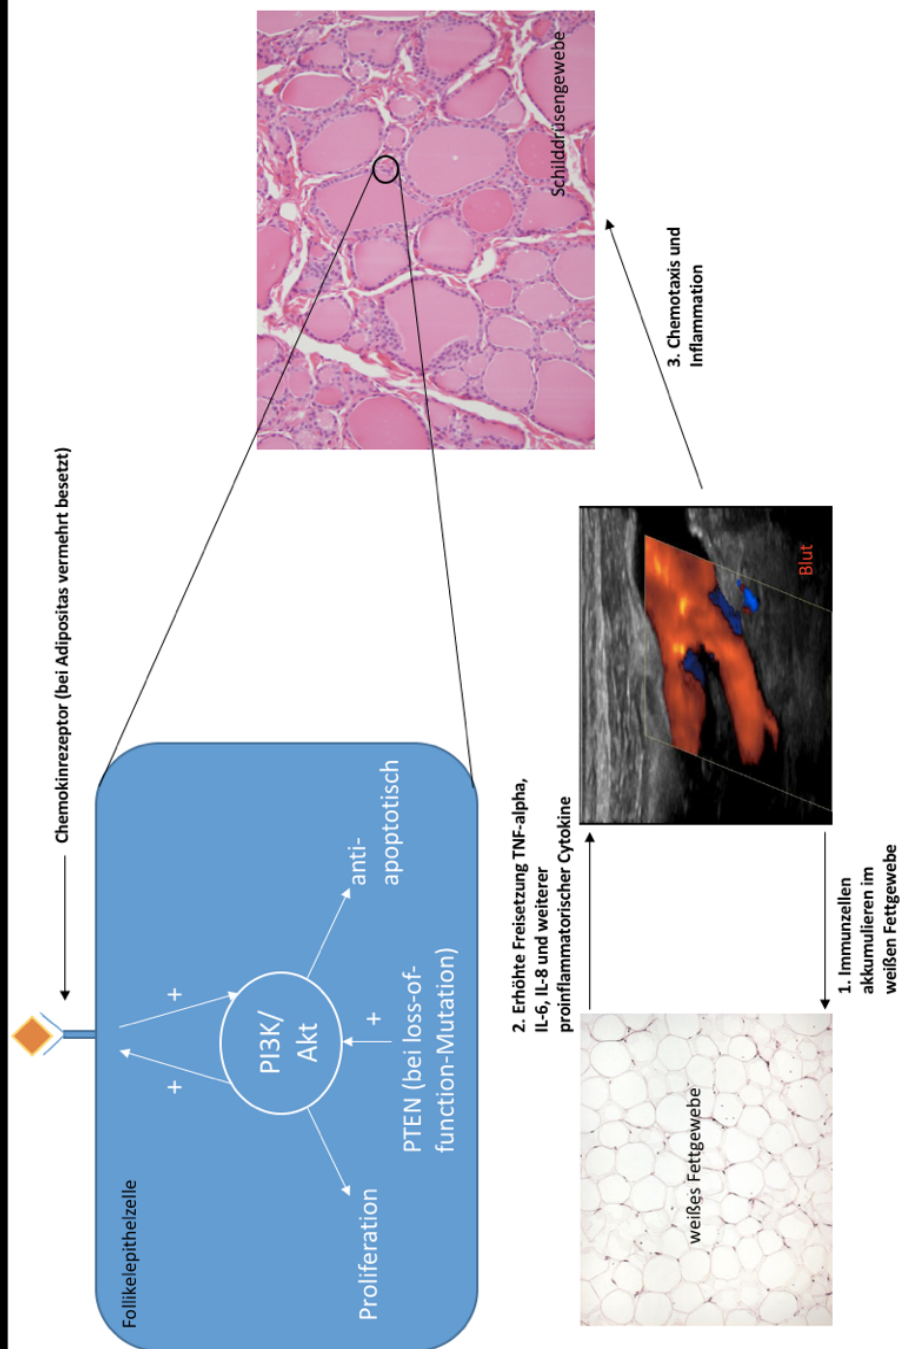 Follikelepithelzelle
Chemokinrezeptor (bei Adipositas vermehrt besetzt)
+
+
PI3K/
Akt
+
Proliferation
anti-
apoptotisch
PTEN (bei loss-of-
function-Mutation)
Schilddrüsengewebe
2. Erhöhte Freisetzung TNF-alpha,
IL-6, IL-8 und weiterer
proinflammatorischer Cytokine
3. Chemotaxis und
Inflammation
weißes Fettgewebe
Blut
1. Immunzellen
akkumulieren im
weißen Fettgewebe